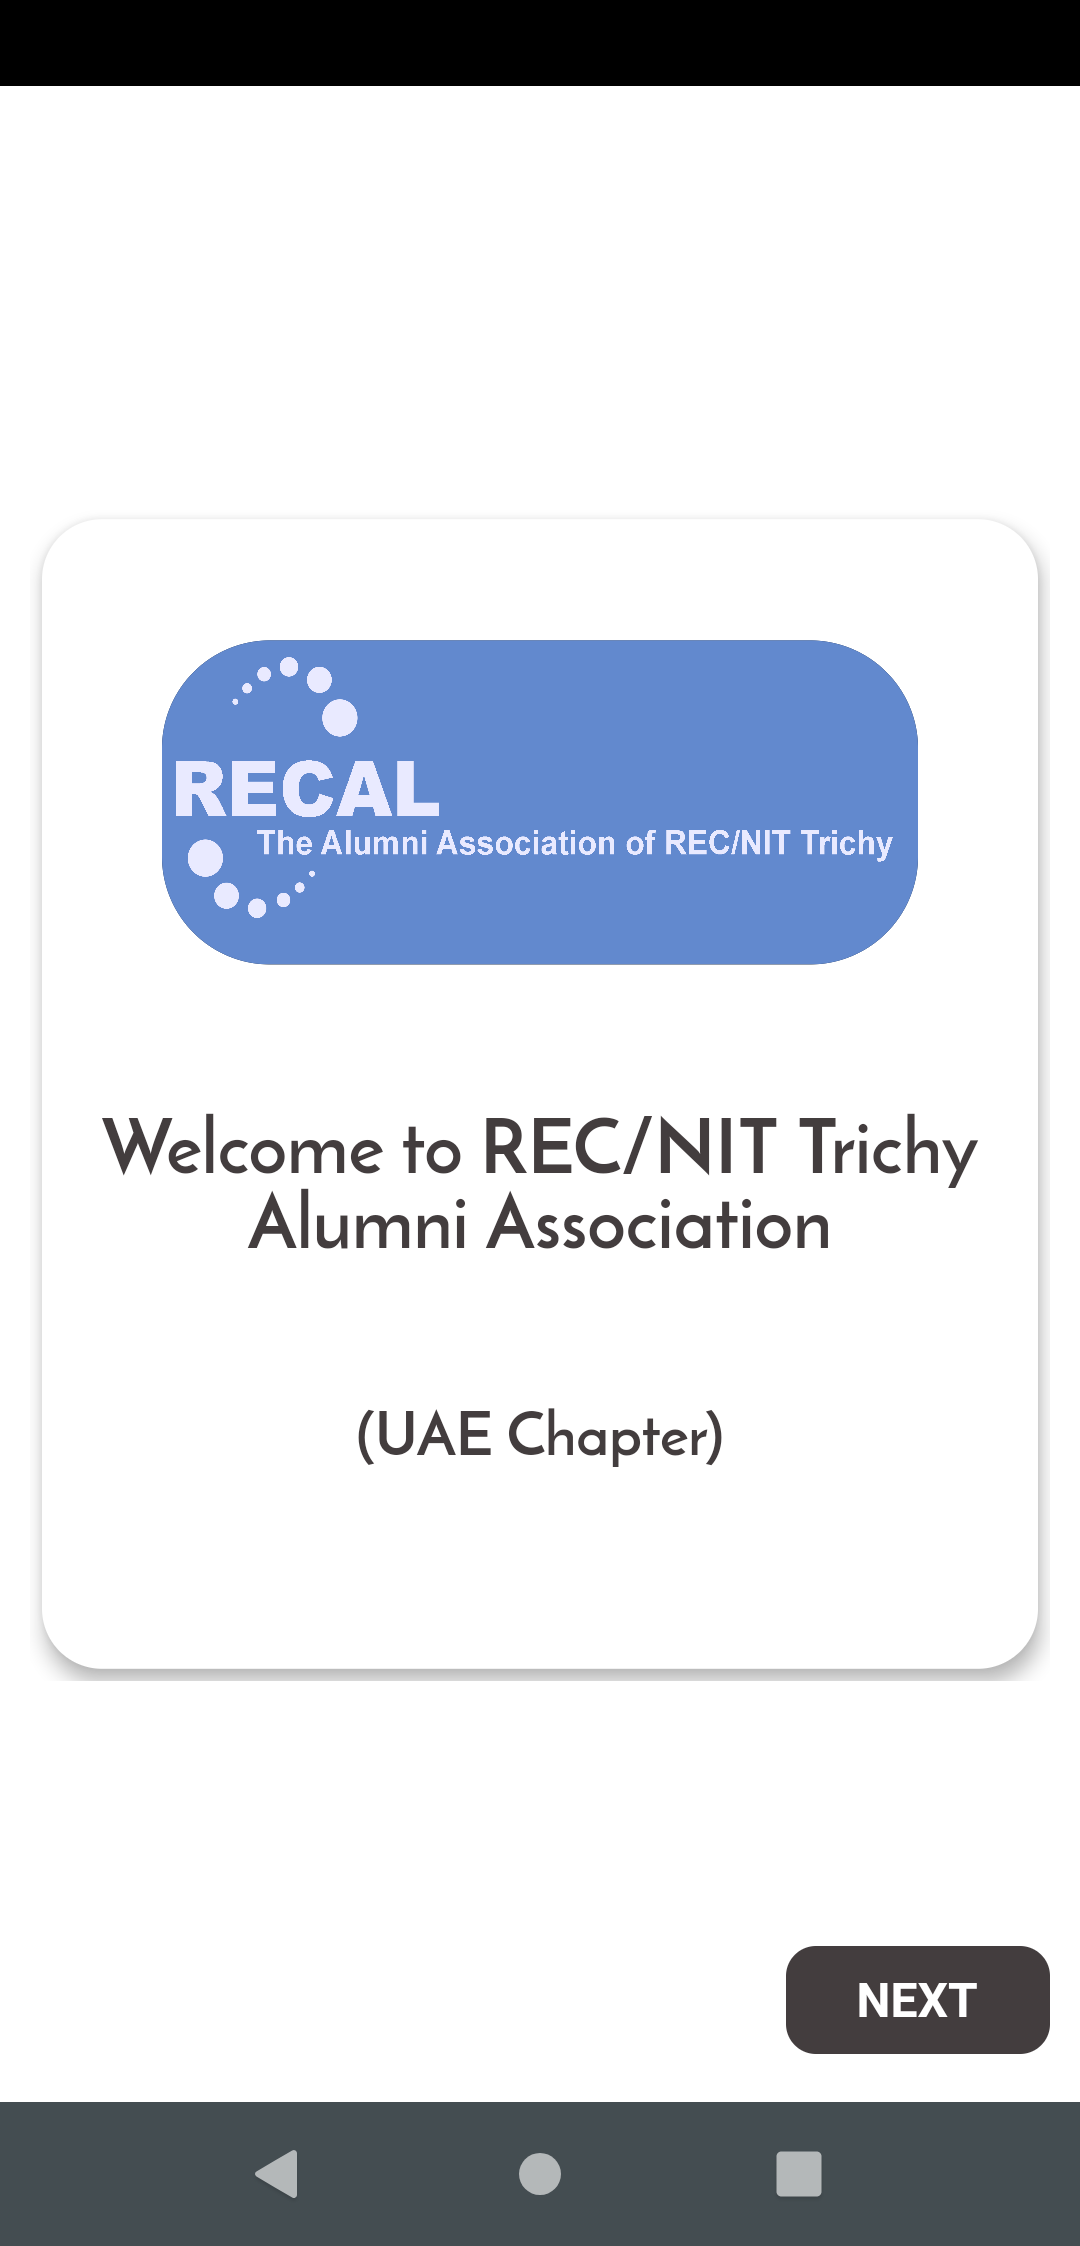 RECAL
The Alumni Association of REC/NIT Trichy
Welcome to REC/NIT Trichy
Alumni Association
(UAE Chapter)
NEXT